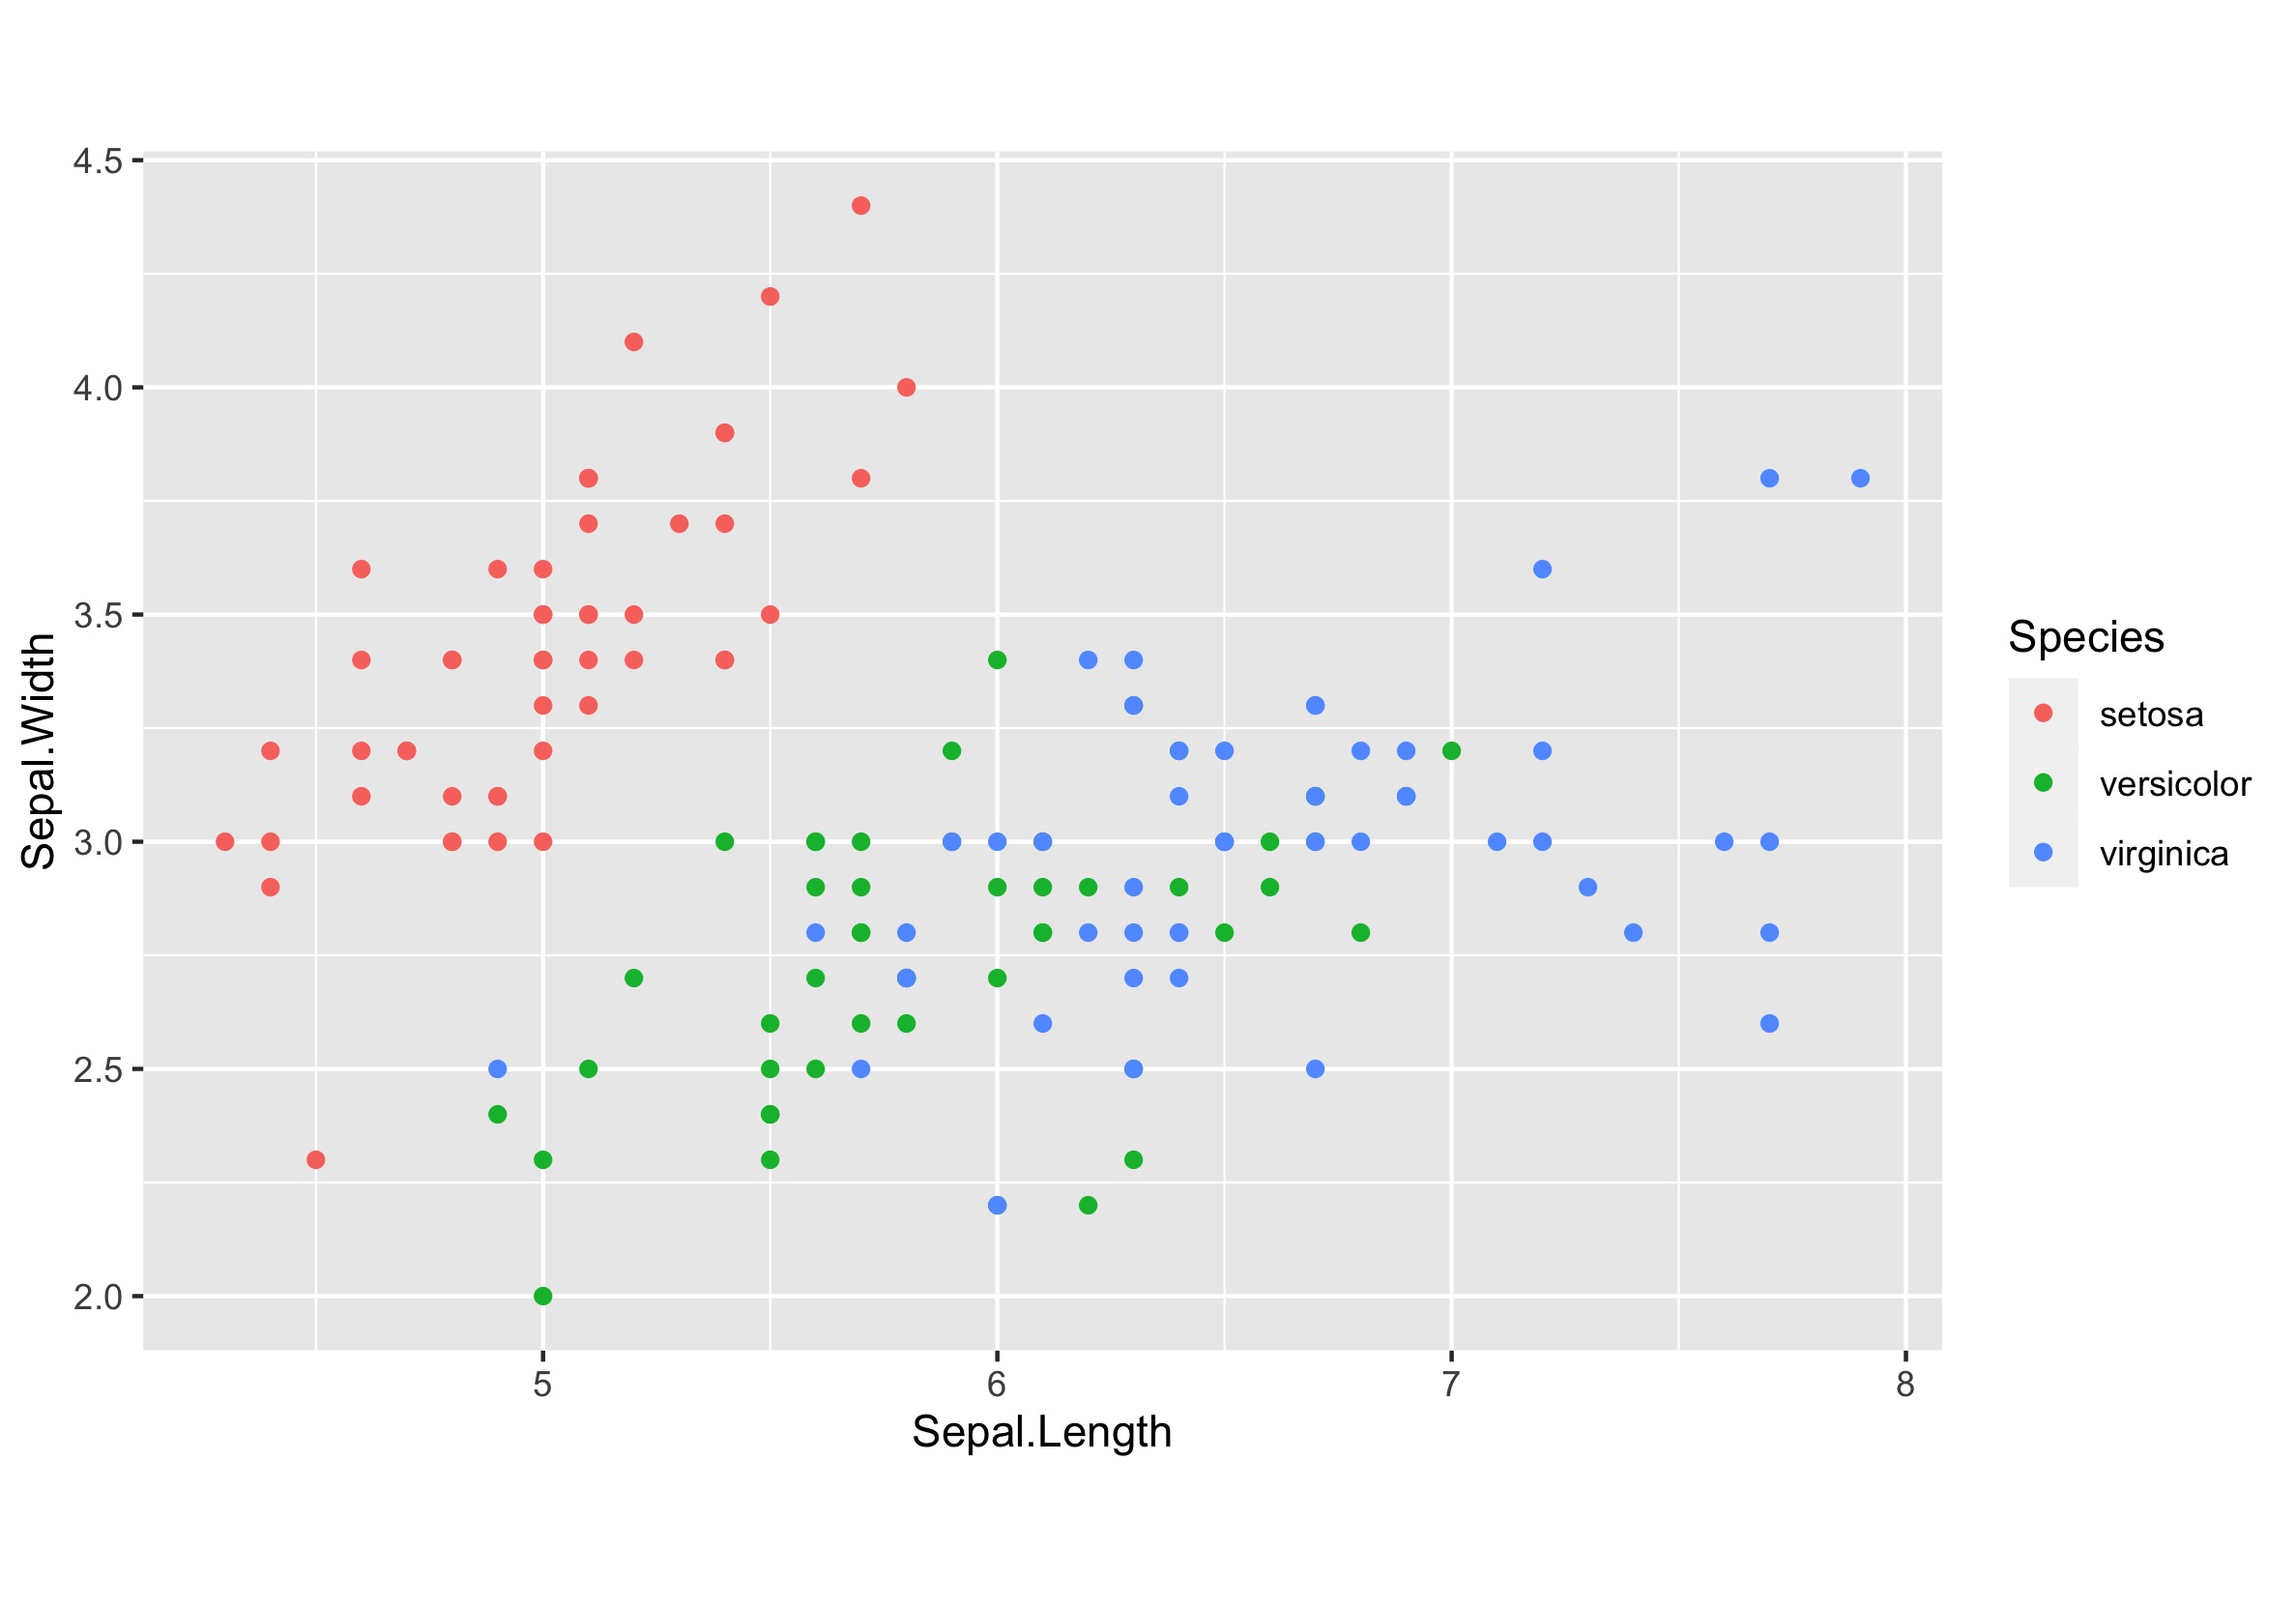 4.5
4.0
3.5
3.0
2.5
2.0
Sepal.Width
5 6 7 8
Sepal.Length
Species
setosa
versicolor
virginica